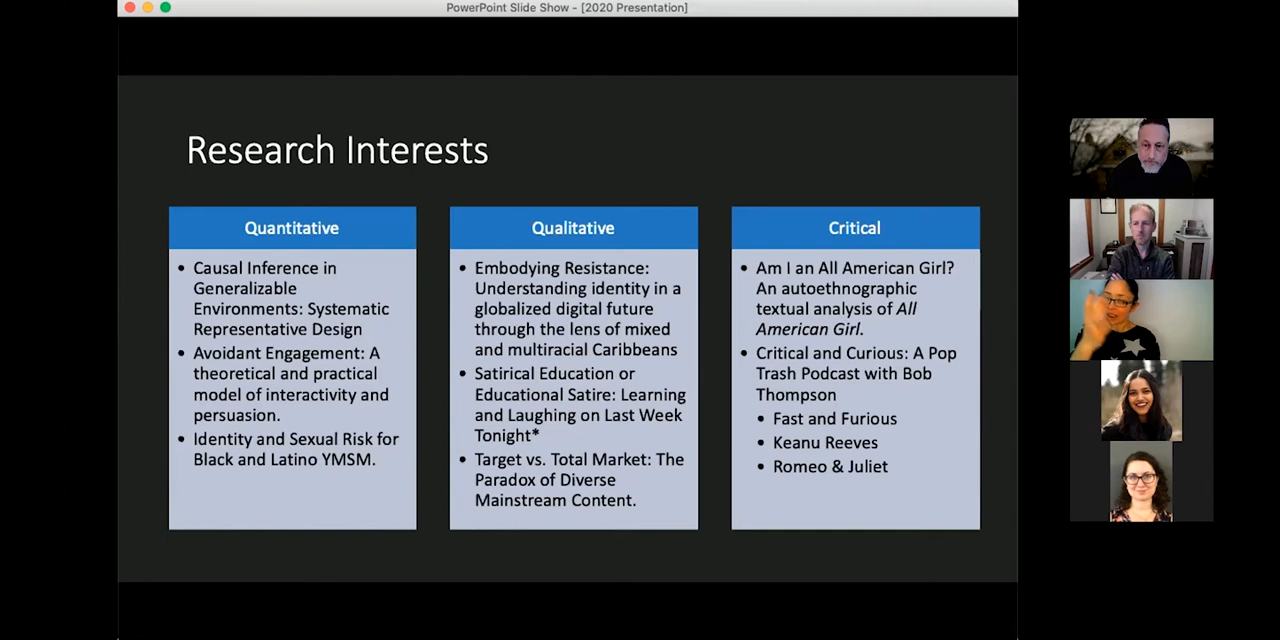 PowerPoint Slide Show - [2020 Presentation]
Research Interests
Quantitative
• Causal Inference in
Generalizable
Environments: Systematic
Representative Design
• Avoidant Engagement: A
theoretical and practical
model of interactivity and
persuasion.
• Identity and Sexual Risk for
Black and Latino YMSM.
Qualitative
• Embodying Resistance:
Understanding identity in a
globalized digital future
through the lens of mixed
and multiracial Caribbeans
• Satirical Education or
Educational Satire: Learning
and Laughing on Last Week
Tonight*
• Target vs. Total Market: The
Paradox of Diverse
Mainstream Content.
Critical
• Am I an All American Girl?
An autoethnographic
textual analysis of All
American Girl.
• Critical and Curious: A Pop
Trash Podcast with Bob
Thompson
• Fast and Furious
• Keanu Reeves
• Romeo & Juliet